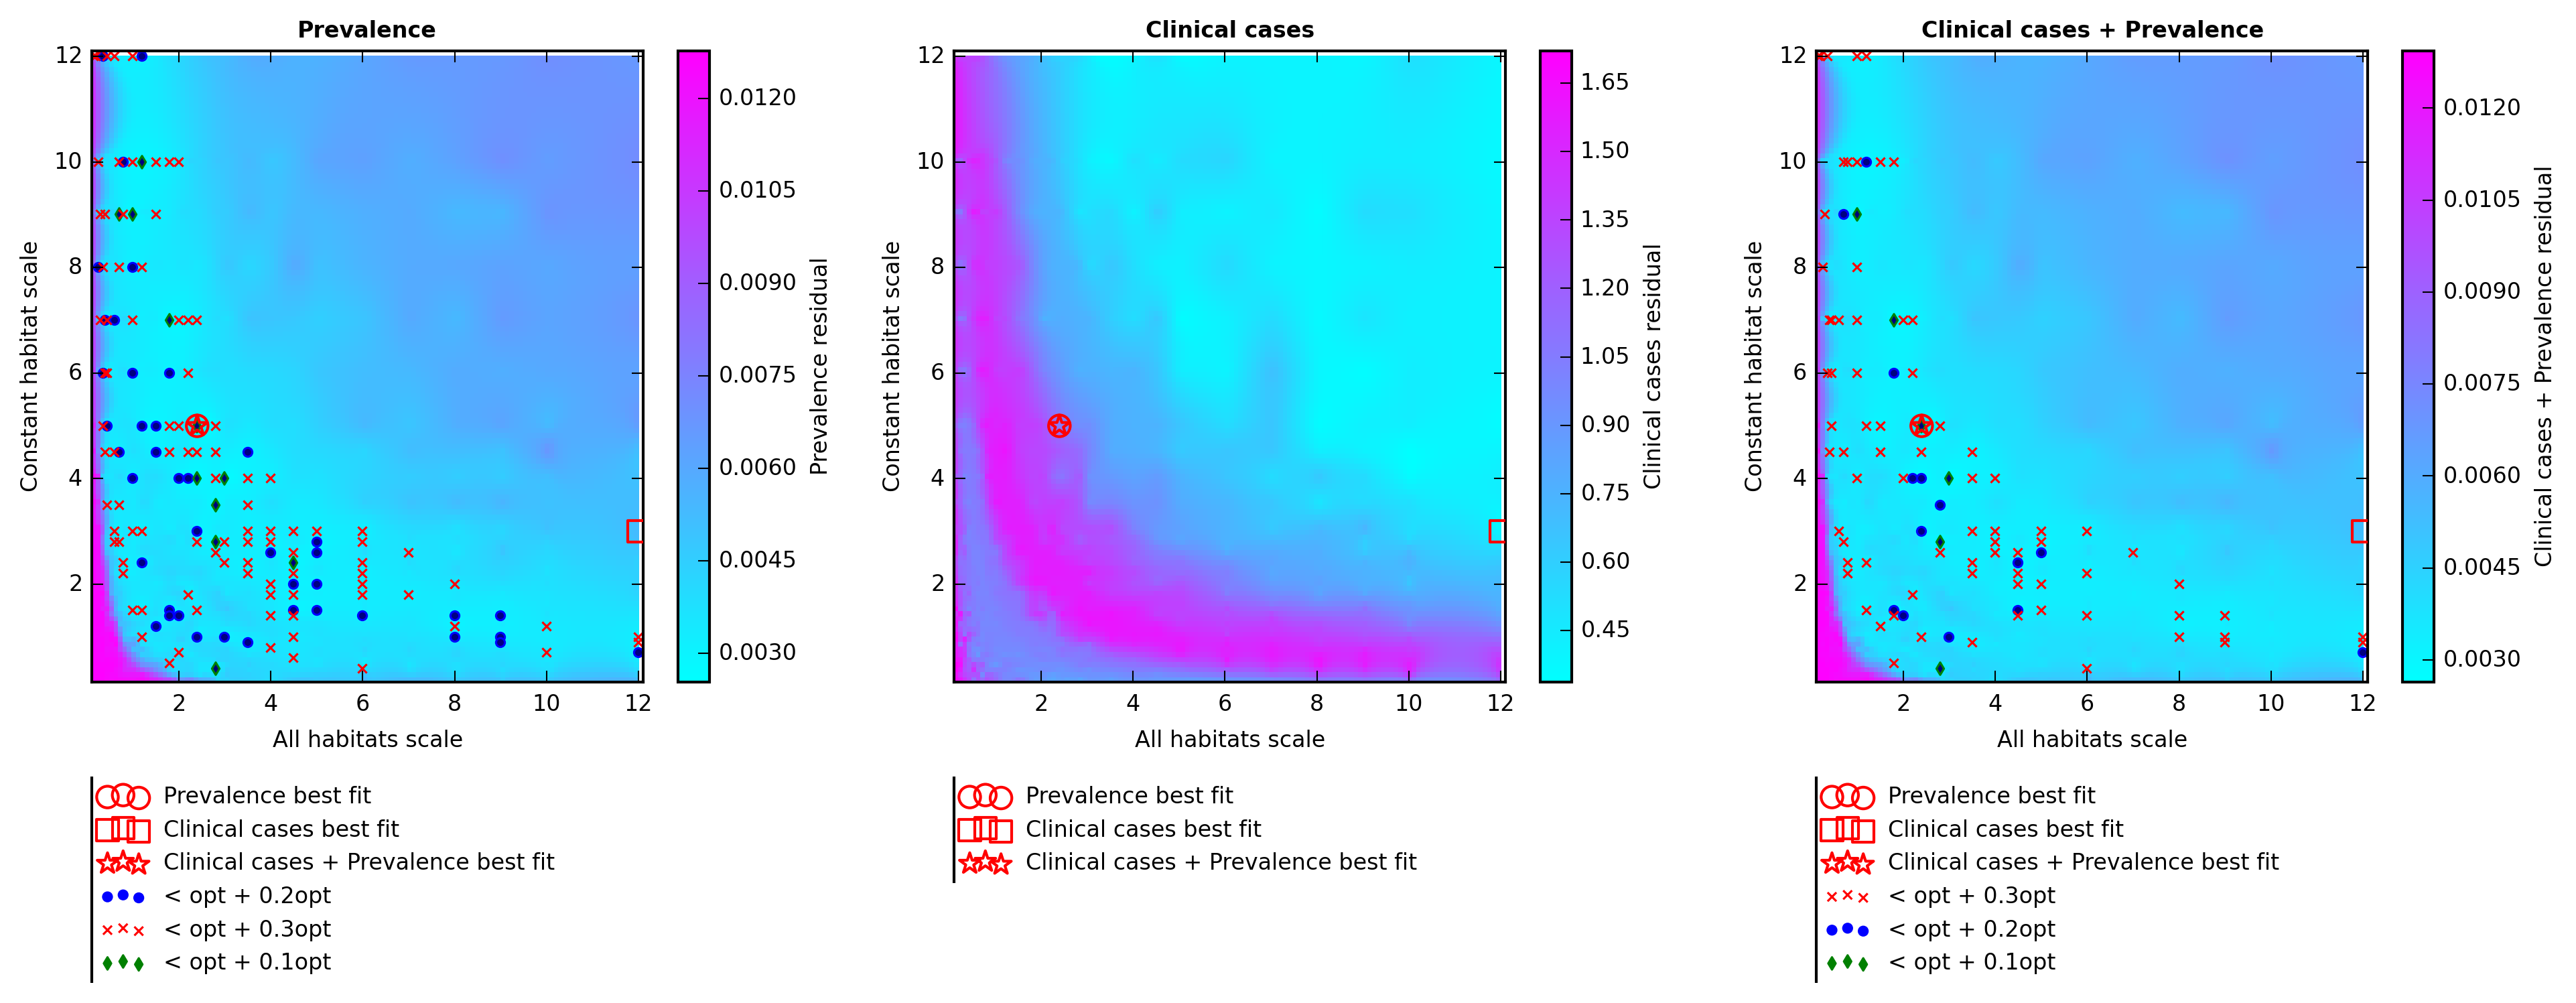 Prevalence
12
10
8
6
4
2
2 4 6 8 10 12
Constant habitat scale
All habitats scale
0.0120
0.0105
0.0090
0.0075
0.0060
0.0045
0.0030
Prevalence residual
Prevalence best fit
Clinical cases best fit
Clinical cases + Prevalence best fit
< opt + 0.2opt
< opt + 0.3opt
< opt + 0.1opt
Clinical cases
12
10
8
6
4
2
2 4 6 8 10 12
Constant habitat scale
All habitats scale
1.65
1.50
1.35
1.20
1.05
0.90
0.75
0.60
0.45
Clinical cases residual
Prevalence best fit
Clinical cases best fit
Clinical cases + Prevalence best fit
Clinical cases + Prevalence
12
10
8
6
4
2
2 4 6 8 10 12
Constant habitat scale
All habitats scale
0.0120
0.0105
0.0090
0.0075
0.0060
0.0045
0.0030
Clinical cases + Prevalence residual
Prevalence best fit
Clinical cases best fit
Clinical cases + Prevalence best fit
< opt + 0.3opt
< opt + 0.2opt
< opt + 0.1opt